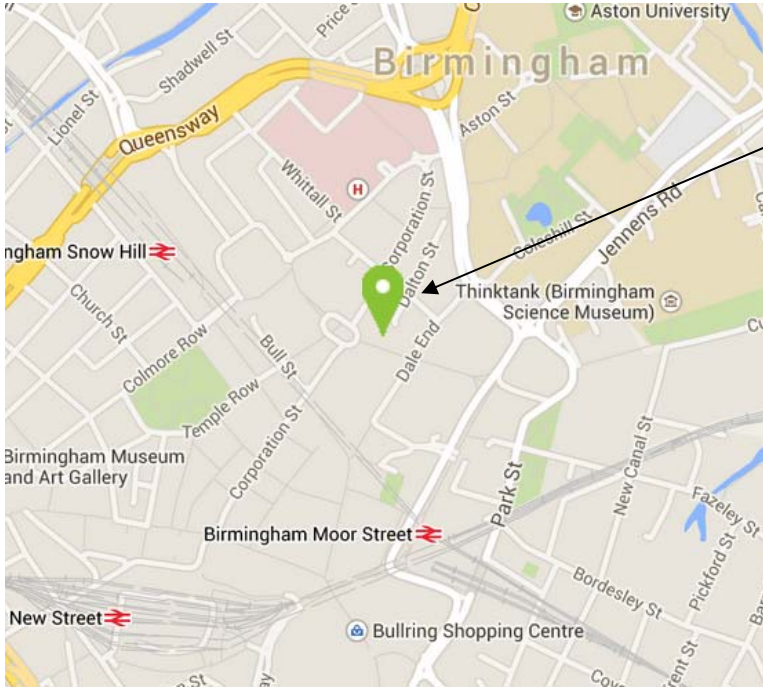 Aston University
Price St
Shadwell St
Birmingham
Lionel St
Queensway
Aston St
Whittall St
H
Corporation St
Dalton St
Coleshill St
Jennens Rd
ngham Snow Hill
Thinktank (Birmingham
Science Museum)
Church St
Colmore Row
Bull St
Dale End
Temple Row
Corporation St
Birmingham Museum
and Art Gallery
New Canal St
Park St
Fazeley St
Birmingham Moor Street
Pickford St
Bordesley St
New Street
Bullring Shopping Centre